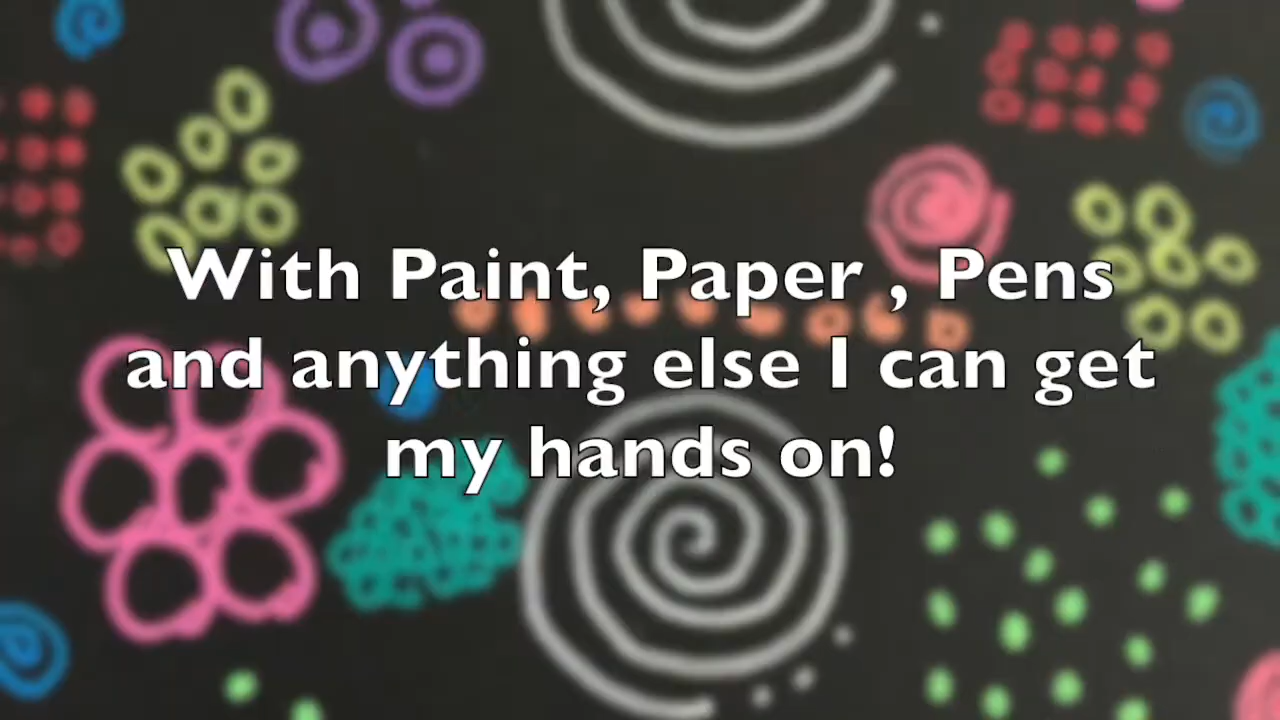 With Paint, Paper , Pens
and anything else I can get
my hands on!